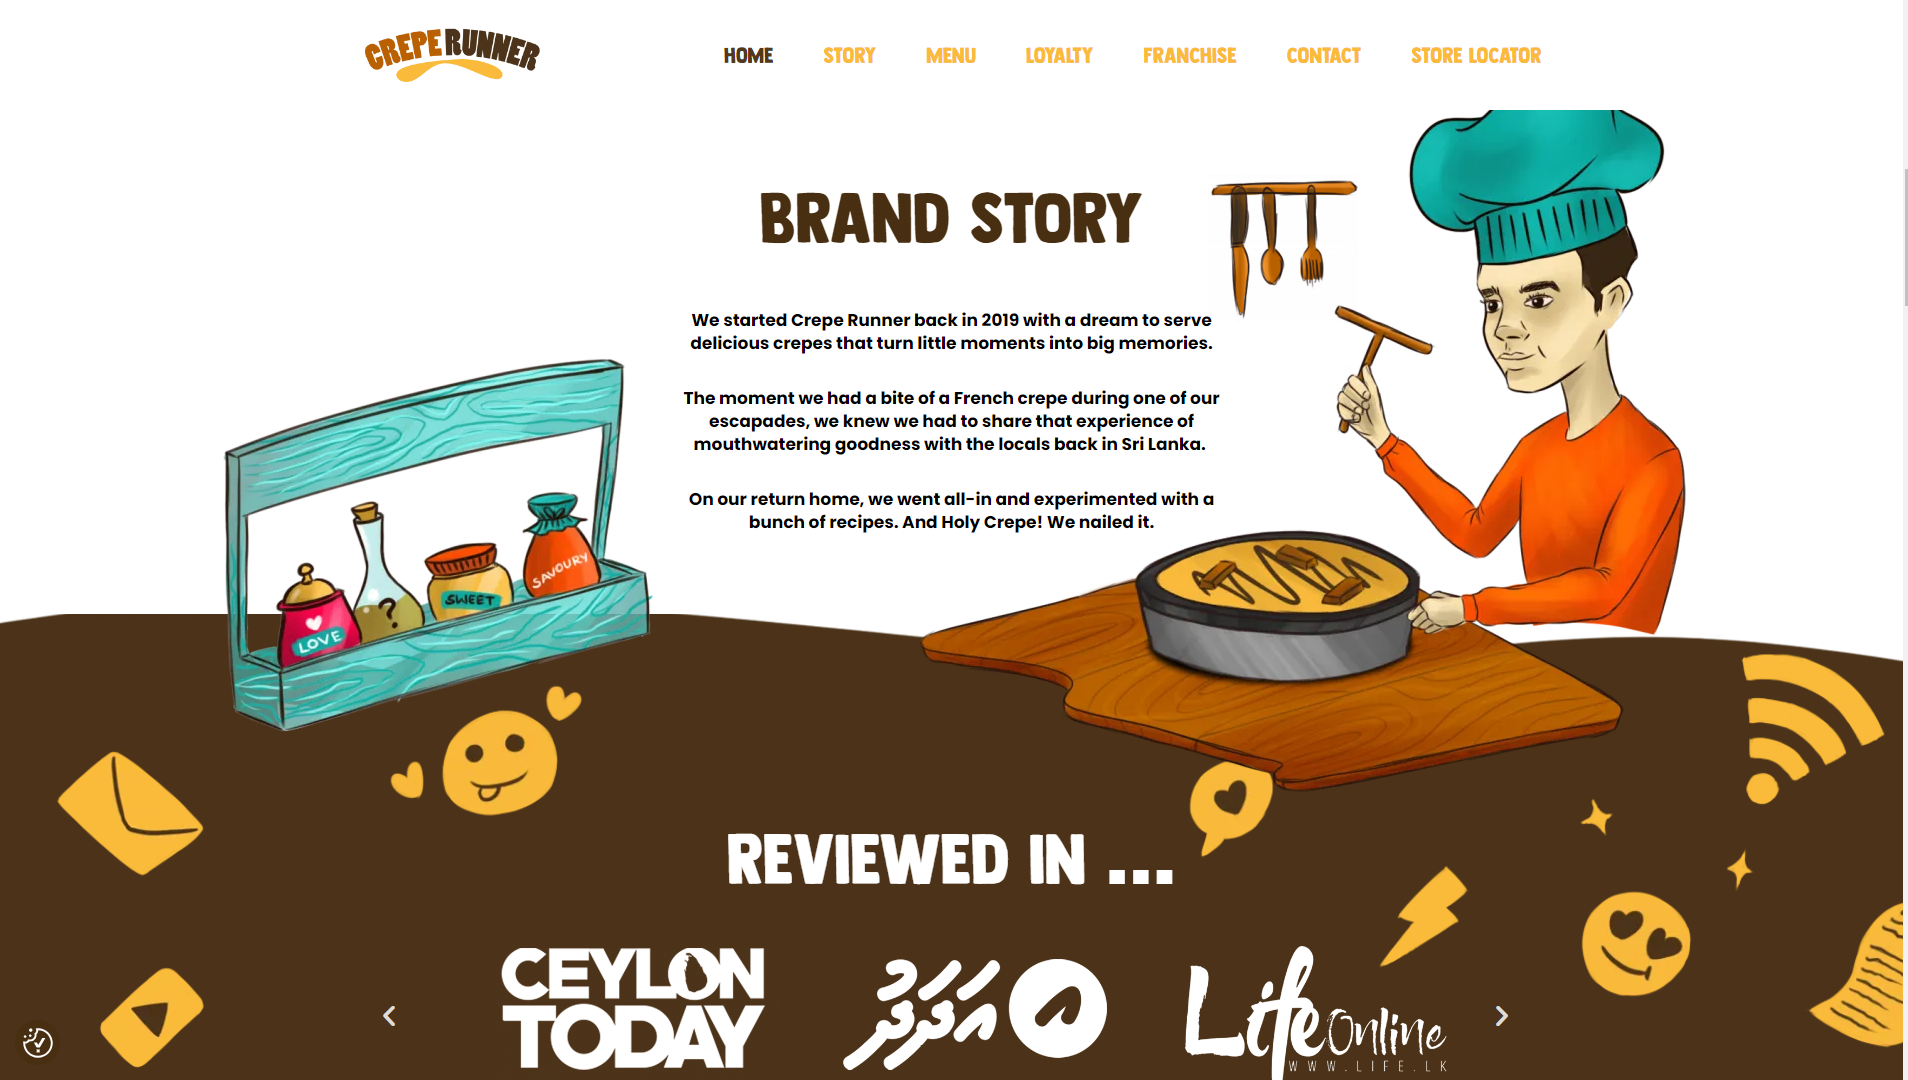 CREPE RUNNER
HOME
STORY
MENU
LOYALTY
FRANCHISE
CONTACT
STORE LOCATOR
BRAND STORY
We started Crepe Runner back in 2019 with a dream to serve
delicious crepes that turn little moments into big memories.
The moment we had a bite of a French crepe during one of our
escapades, we knew we had to share that experience of
mouthwatering goodness with the locals back in Sri Lanka.
On our return home, we went all-in and experimented with a
bunch of recipes. And Holy Crepe! We nailed it.
LOVE
?
SWEET
SAVOURY
REVIEWED IN ...
CEYLON
TODAY
Life Online
WWW.LIFE.LK